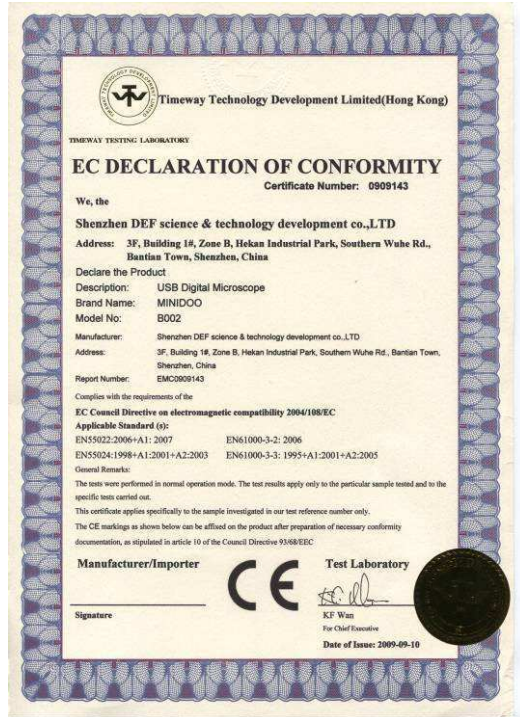 TIMEWAY TECHNOLOGY DEVELOPMENT LIMITED
Timeway Technology Development Limited(Hong Kong)
TIMEWAY TESTING LABORATORY
EC DECLARATION OF CONFORMITY
Certificate Number: 0909143
We, the
Shenzhen DEF science & technology development co.,LTD
Address: 3F, Building 1#, Zone B, Hekan Industrial Park, Southern Wuhe Rd.,
Bantian Town, Shenzhen, China
Declare the Product
Description: USB Digital Microscope
Brand Name: MINIDOO
Model No: B002
Manufacturer: Shenzhen DEF science & technology development co.,LTD
Address: 3F, Building 1#, Zone B, Hekan Industrial Park, Southern Wuhe Rd., Bantian Town,
Shenzhen, China
Report Number: EMC0909143
Complies with the requirements of the
EC Council Directive on electromagnetic compatibility 2004/108/EC
Applicable Standard (s):
EN55022:2006+A1: 2007 EN61000-3-2: 2006
EN55024:1998+A1:2001+A2:2003 EN61000-3-3: 1995+A1:2001+A2:2005
General Remarks:
The tests were performed in normal operation mode. The test results apply only to the particular sample tested and to the
specific tests carried out.
This certificate applies specifically to the sample investigated in our test reference number only.
The CE markings as shown below can be affixed on the product after preparation of necessary conformity
documentation, as stipulated in article 10 of the Council Directive 93/68/EEC
Manufacturer/Importer CE Test Laboratory
Signature KF Wan
For Chief Executive
Date of Issue: 2009-09-10